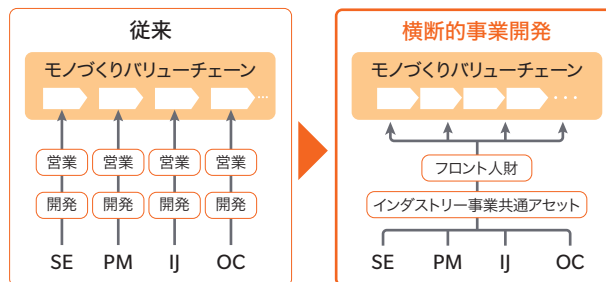 従来
モノづくりバリューチェーン
…
営業 営業 営業 営業
開発 開発 開発 開発
SE PM IJ OC
横断的事業開発
モノづくりバリューチェーン
・・・
フロント人財
インダストリー事業共通アセット
SE PM IJ OC